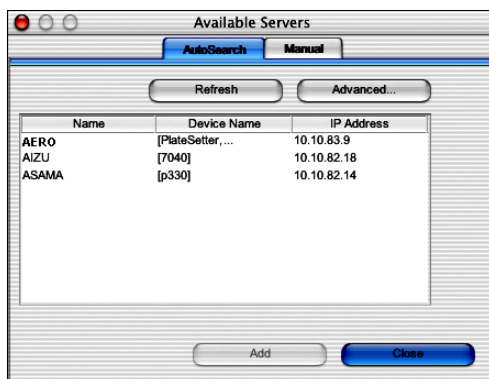 Available Servers
AutoSearch Manual
Refresh Advanced...
Name Device Name IP Address
AERO [PlateSetter,... 10.10.83.9
AIZU [7040] 10.10.82.18
ASAMA [p330] 10.10.82.14
Add Close